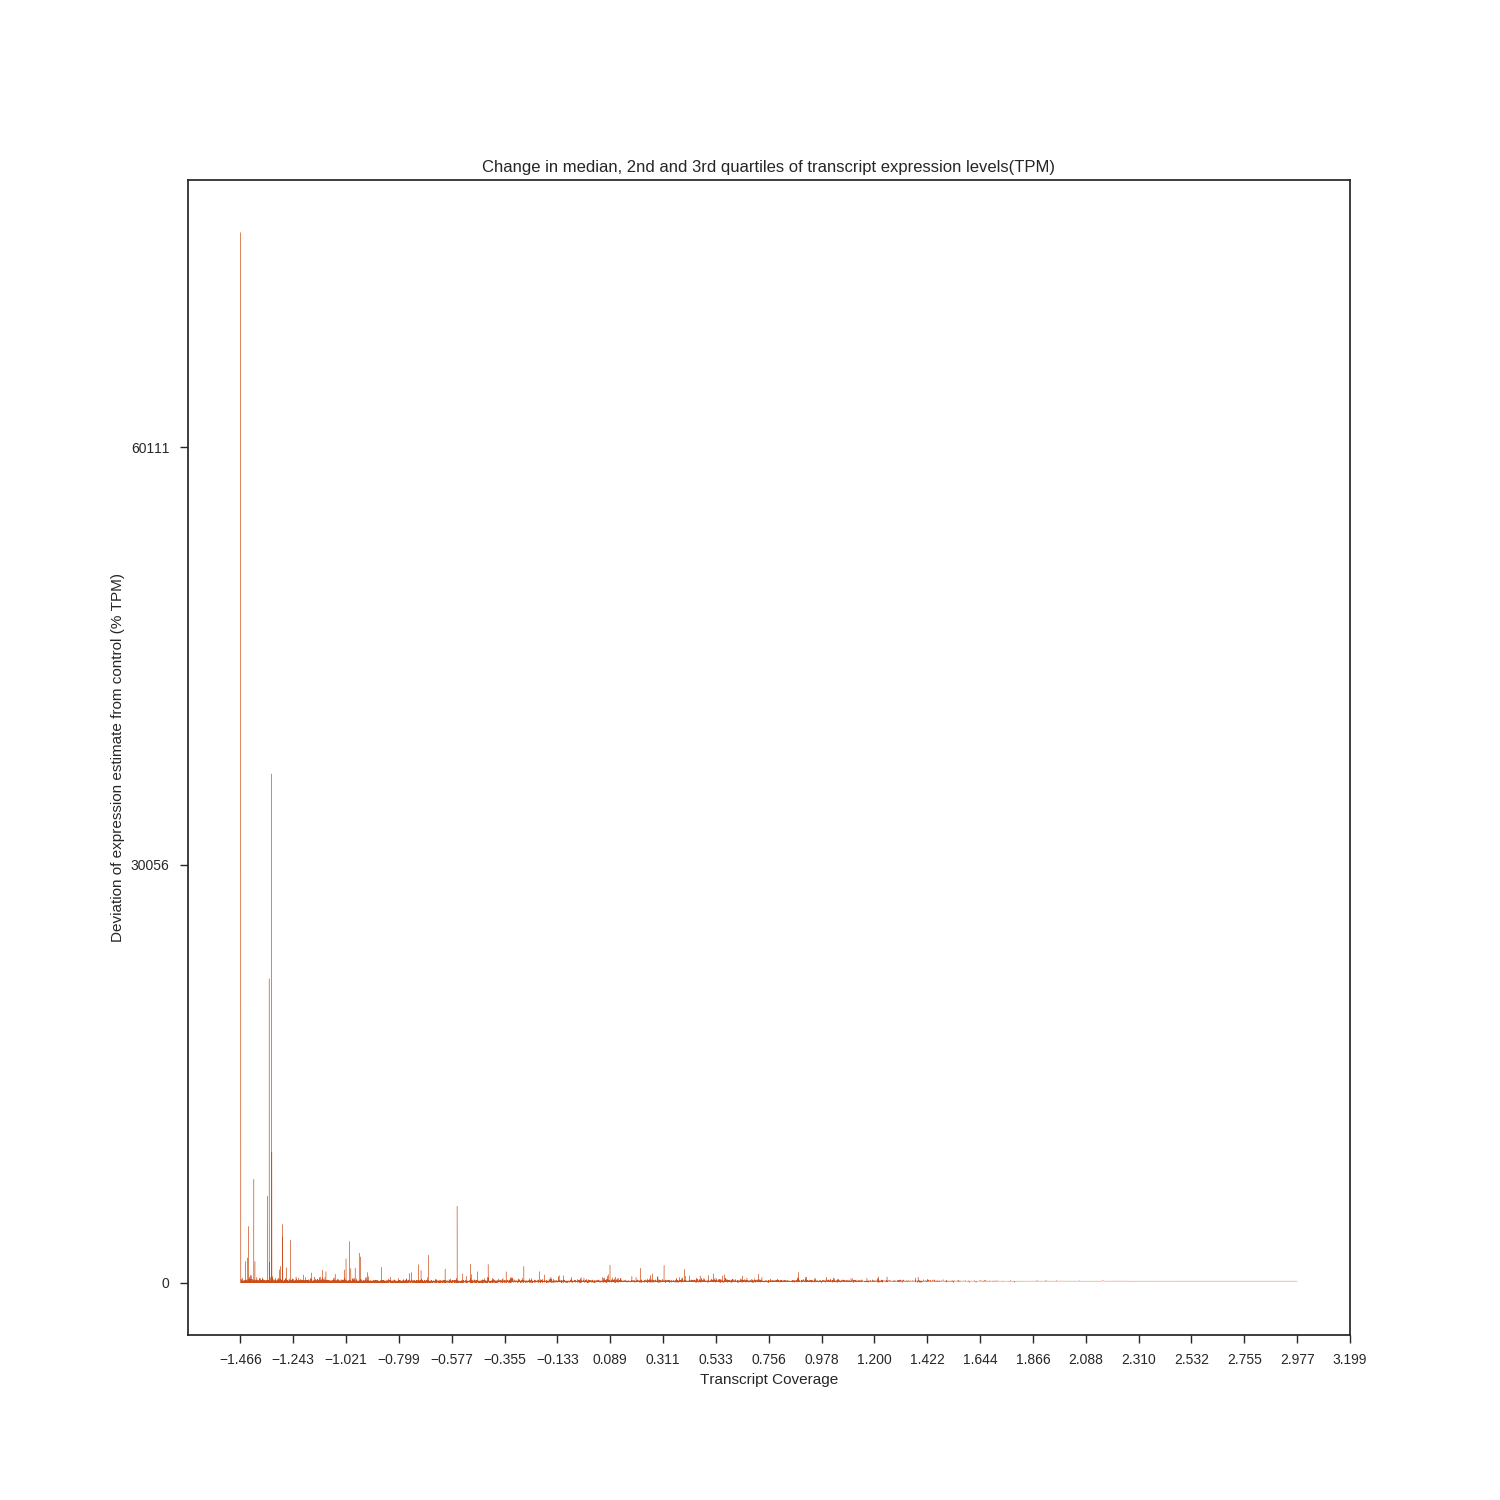 Change in median, 2nd and 3rd quartiles of transcript expression levels(TPM)
Deviation of expression estimate from control (% TPM)
60111
30056
0
−1.466 −1.243 −1.021 −0.799 −0.577 −0.355 −0.133 0.089 0.311 0.533 0.756 0.978 1.200 1.422 1.644 1.866 2.088 2.310 2.532 2.755 2.977 3.199
Transcript Coverage